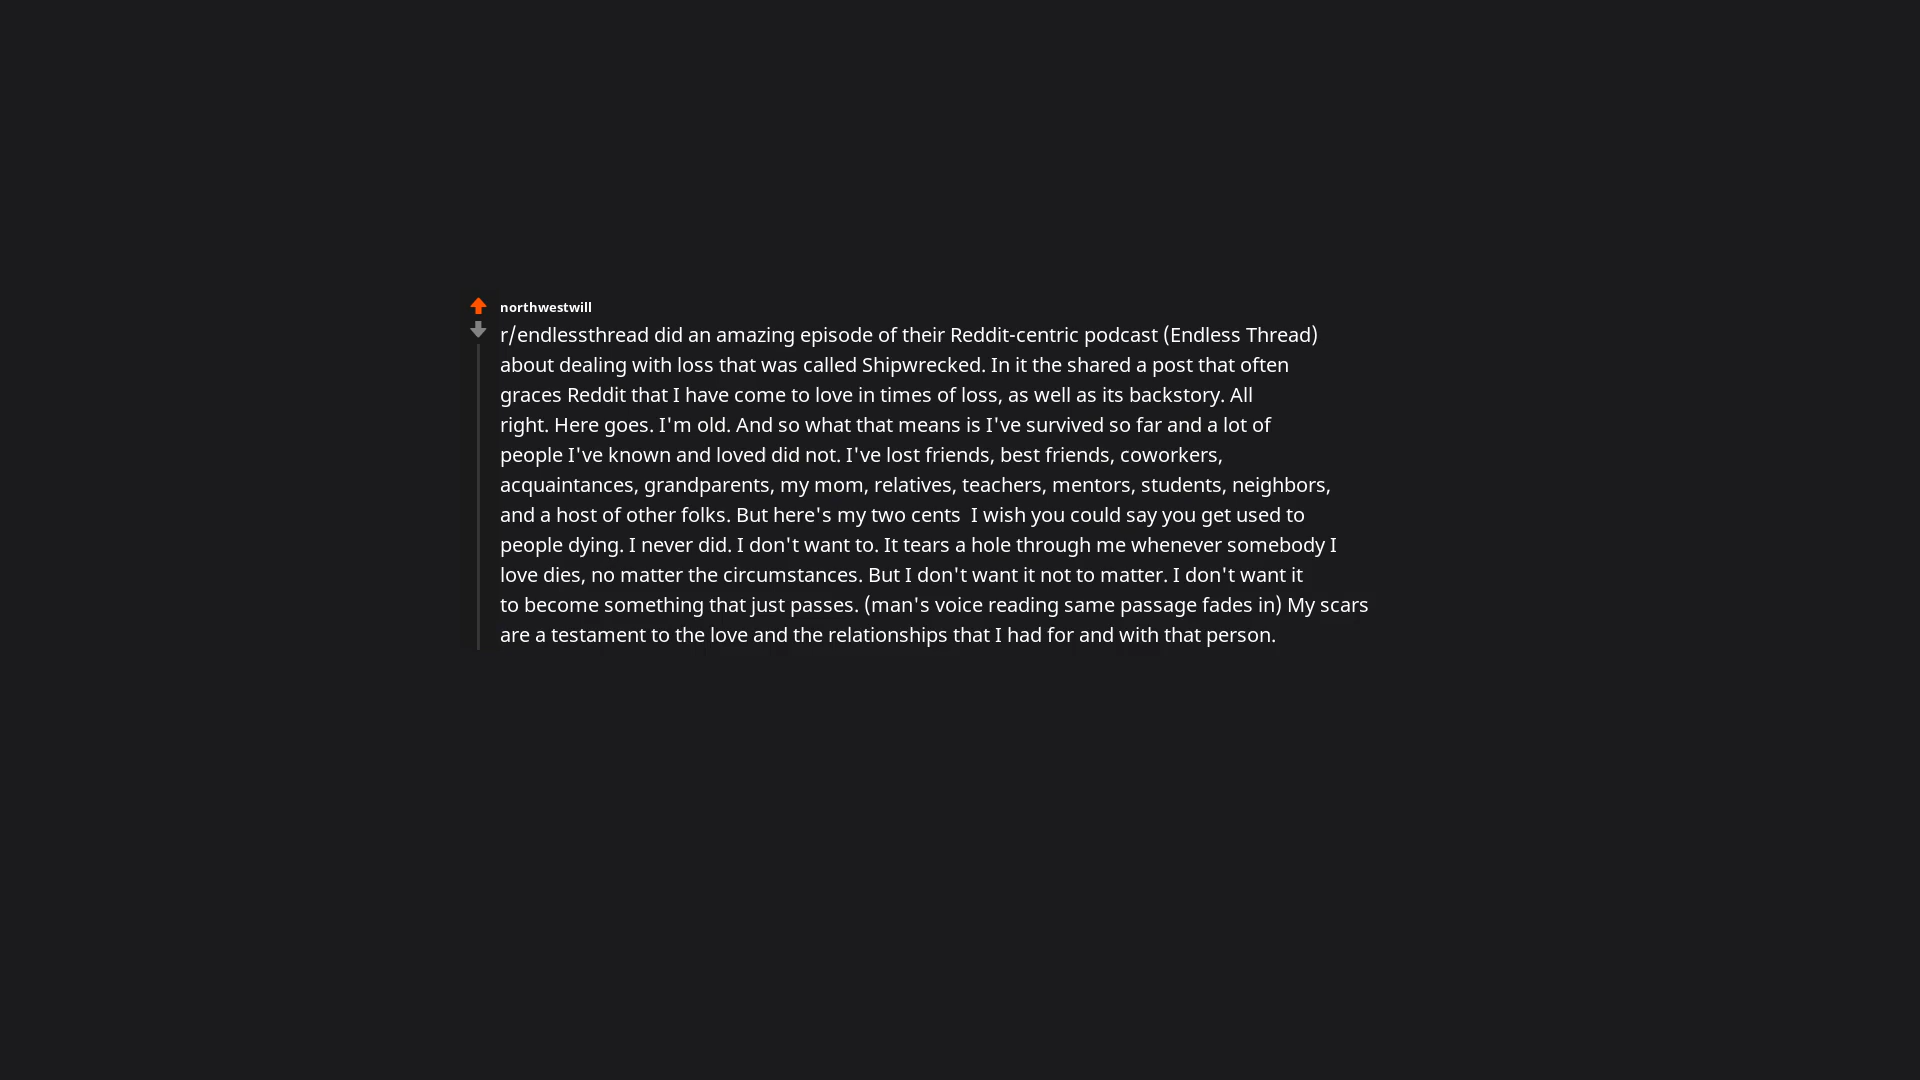 northwestwill
r/endlessthread did an amazing episode of their Reddit-centric podcast (Endless Thread)
about dealing with loss that was called Shipwrecked. In it the shared a post that often
graces Reddit that I have come to love in times of loss, as well as its backstory. All
right. Here goes. I'm old. And so what that means is I've survived so far and a lot of
people I've known and loved did not. I've lost friends, best friends, coworkers,
acquaintances, grandparents, my mom, relatives, teachers, mentors, students, neighbors,
and a host of other folks. But here's my two cents  I wish you could say you get used to
people dying. I never did. I don't want to. It tears a hole through me whenever somebody I
love dies, no matter the circumstances. But I don't want it not to matter. I don't want it
to become something that just passes. (man's voice reading same passage fades in) My scars
are a testament to the love and the relationships that I had for and with that person.